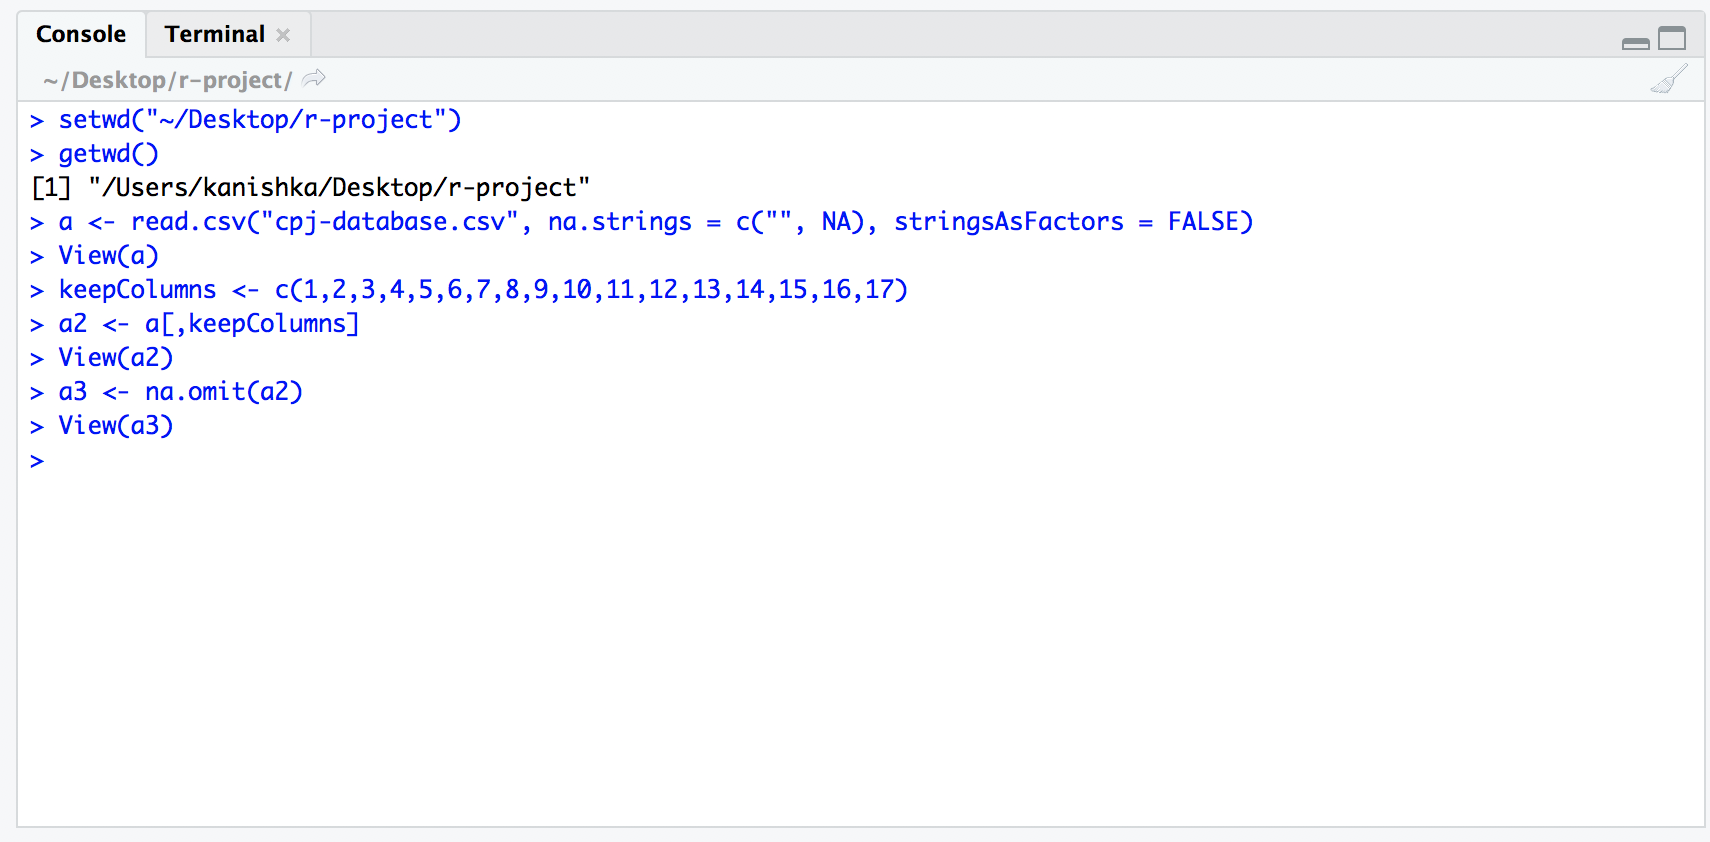 Console Terminal
~/Desktop/r-project/
> setwd("~/Desktop/r-project")
> getwd()
[1] "/Users/kanishka/Desktop/r-project"
> a <- read.csv("cpj-database.csv", na.strings = c("", NA), stringsAsFactors = FALSE)
> View(a)
> keepColumns <- c(1,2,3,4,5,6,7,8,9,10,11,12,13,14,15,16,17)
> a2 <- a[,keepColumns]
> View(a2)
> a3 <- na.omit(a2)
> View(a3)
>